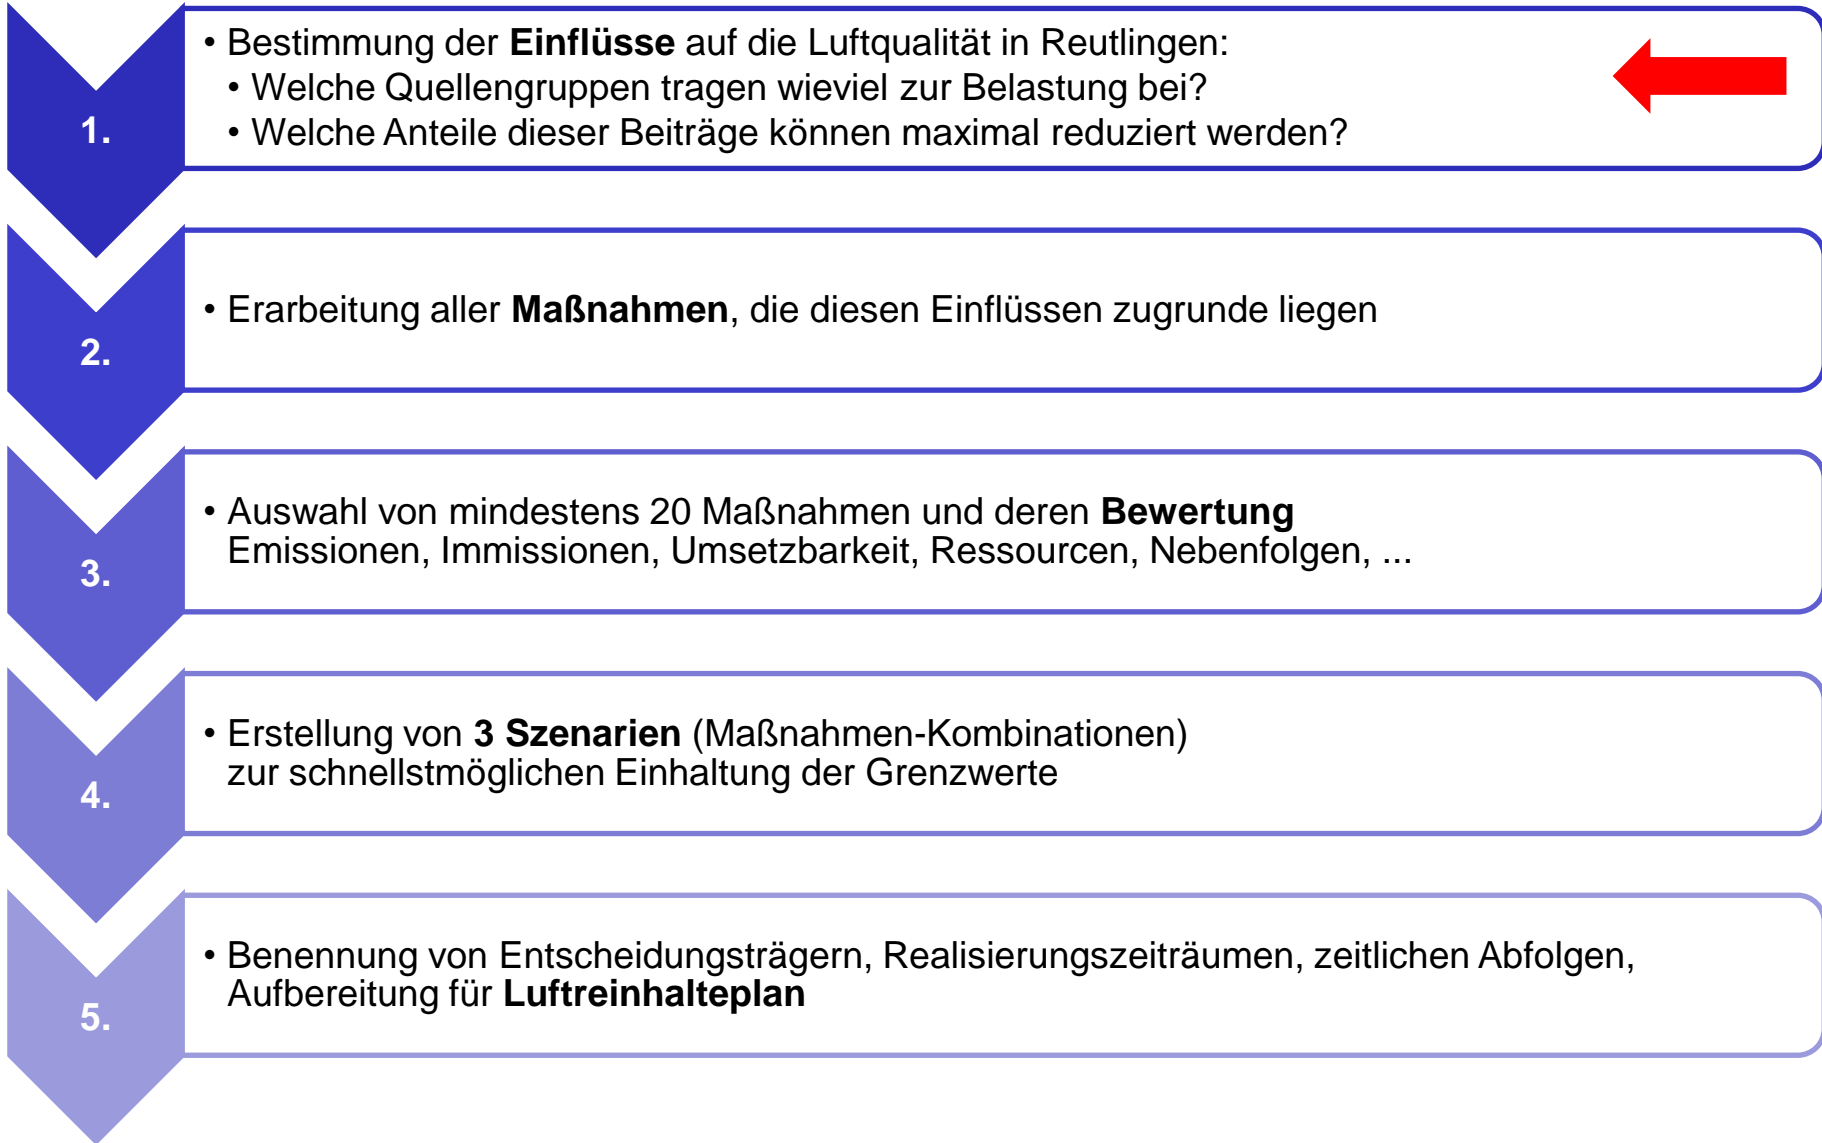 1.
• Bestimmung der Einflüsse auf die Luftqualität in Reutlingen:
• Welche Quellengruppen tragen wieviel zur Belastung bei?
• Welche Anteile dieser Beiträge können maximal reduziert werden?
2.
• Erarbeitung aller Maßnahmen, die diesen Einflüssen zugrunde liegen
3.
• Auswahl von mindestens 20 Maßnahmen und deren Bewertung
Emissionen, Immissionen, Umsetzbarkeit, Ressourcen, Nebenfolgen, ...
4.
• Erstellung von 3 Szenarien (Maßnahmen-Kombinationen)
zur schnellstmöglichen Einhaltung der Grenzwerte
5.
• Benennung von Entscheidungsträgern, Realisierungszeiträumen, zeitlichen Abfolgen,
Aufbereitung für Luftreinhalteplan